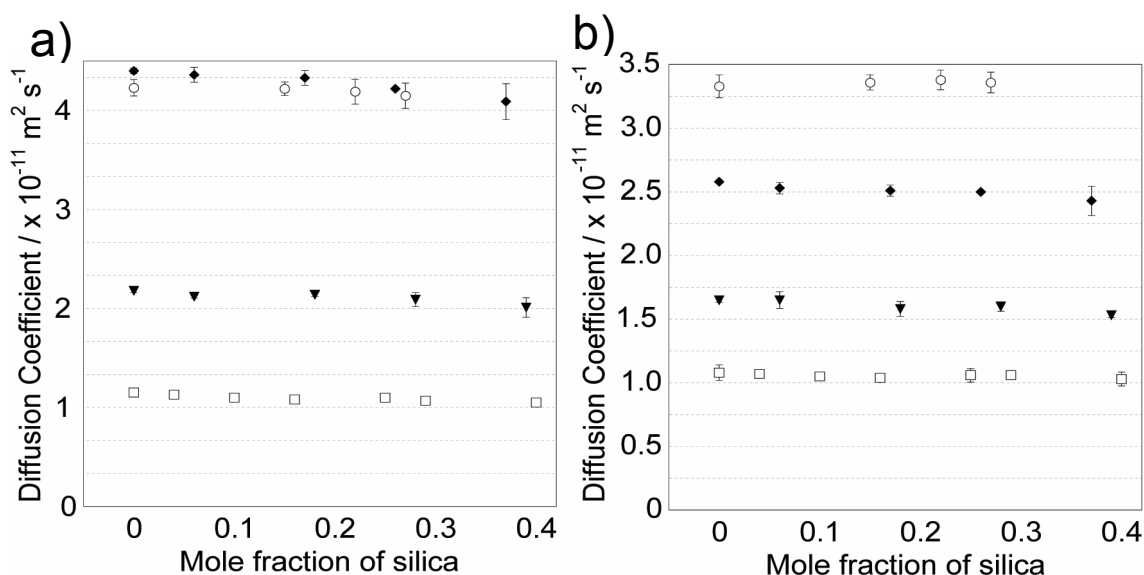 a)
Diffusion Coefficient / x 10⁻¹¹ m² s⁻¹
4
3
2
1
0
0 0.1 0.2 0.3 0.4
Mole fraction of silica
b)
Diffusion Coefficient / x 10⁻¹¹ m² s⁻¹
3.5
3.0
2.5
2.0
1.5
1.0
0.5
0
0 0.1 0.2 0.3 0.4
Mole fraction of silica